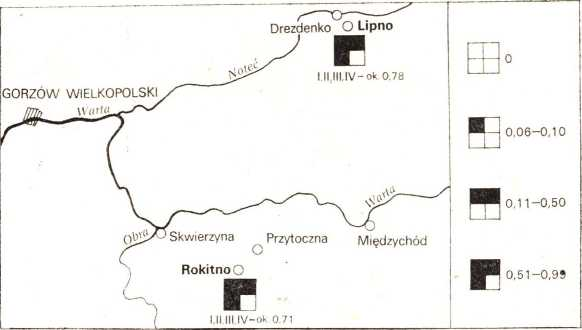 Drezdenko Lipno
I,II,III,IV – ok. 0,78
Noteć
GORZÓW WIELKOPOLSKI
Warta
0
0,06–0,10
0,11–0,50
0,51–0,99
Warta
Obra
Skwierzyna
Przytoczna
Międzychód
Rokitno
I,II,III,IV – ok. 0,71